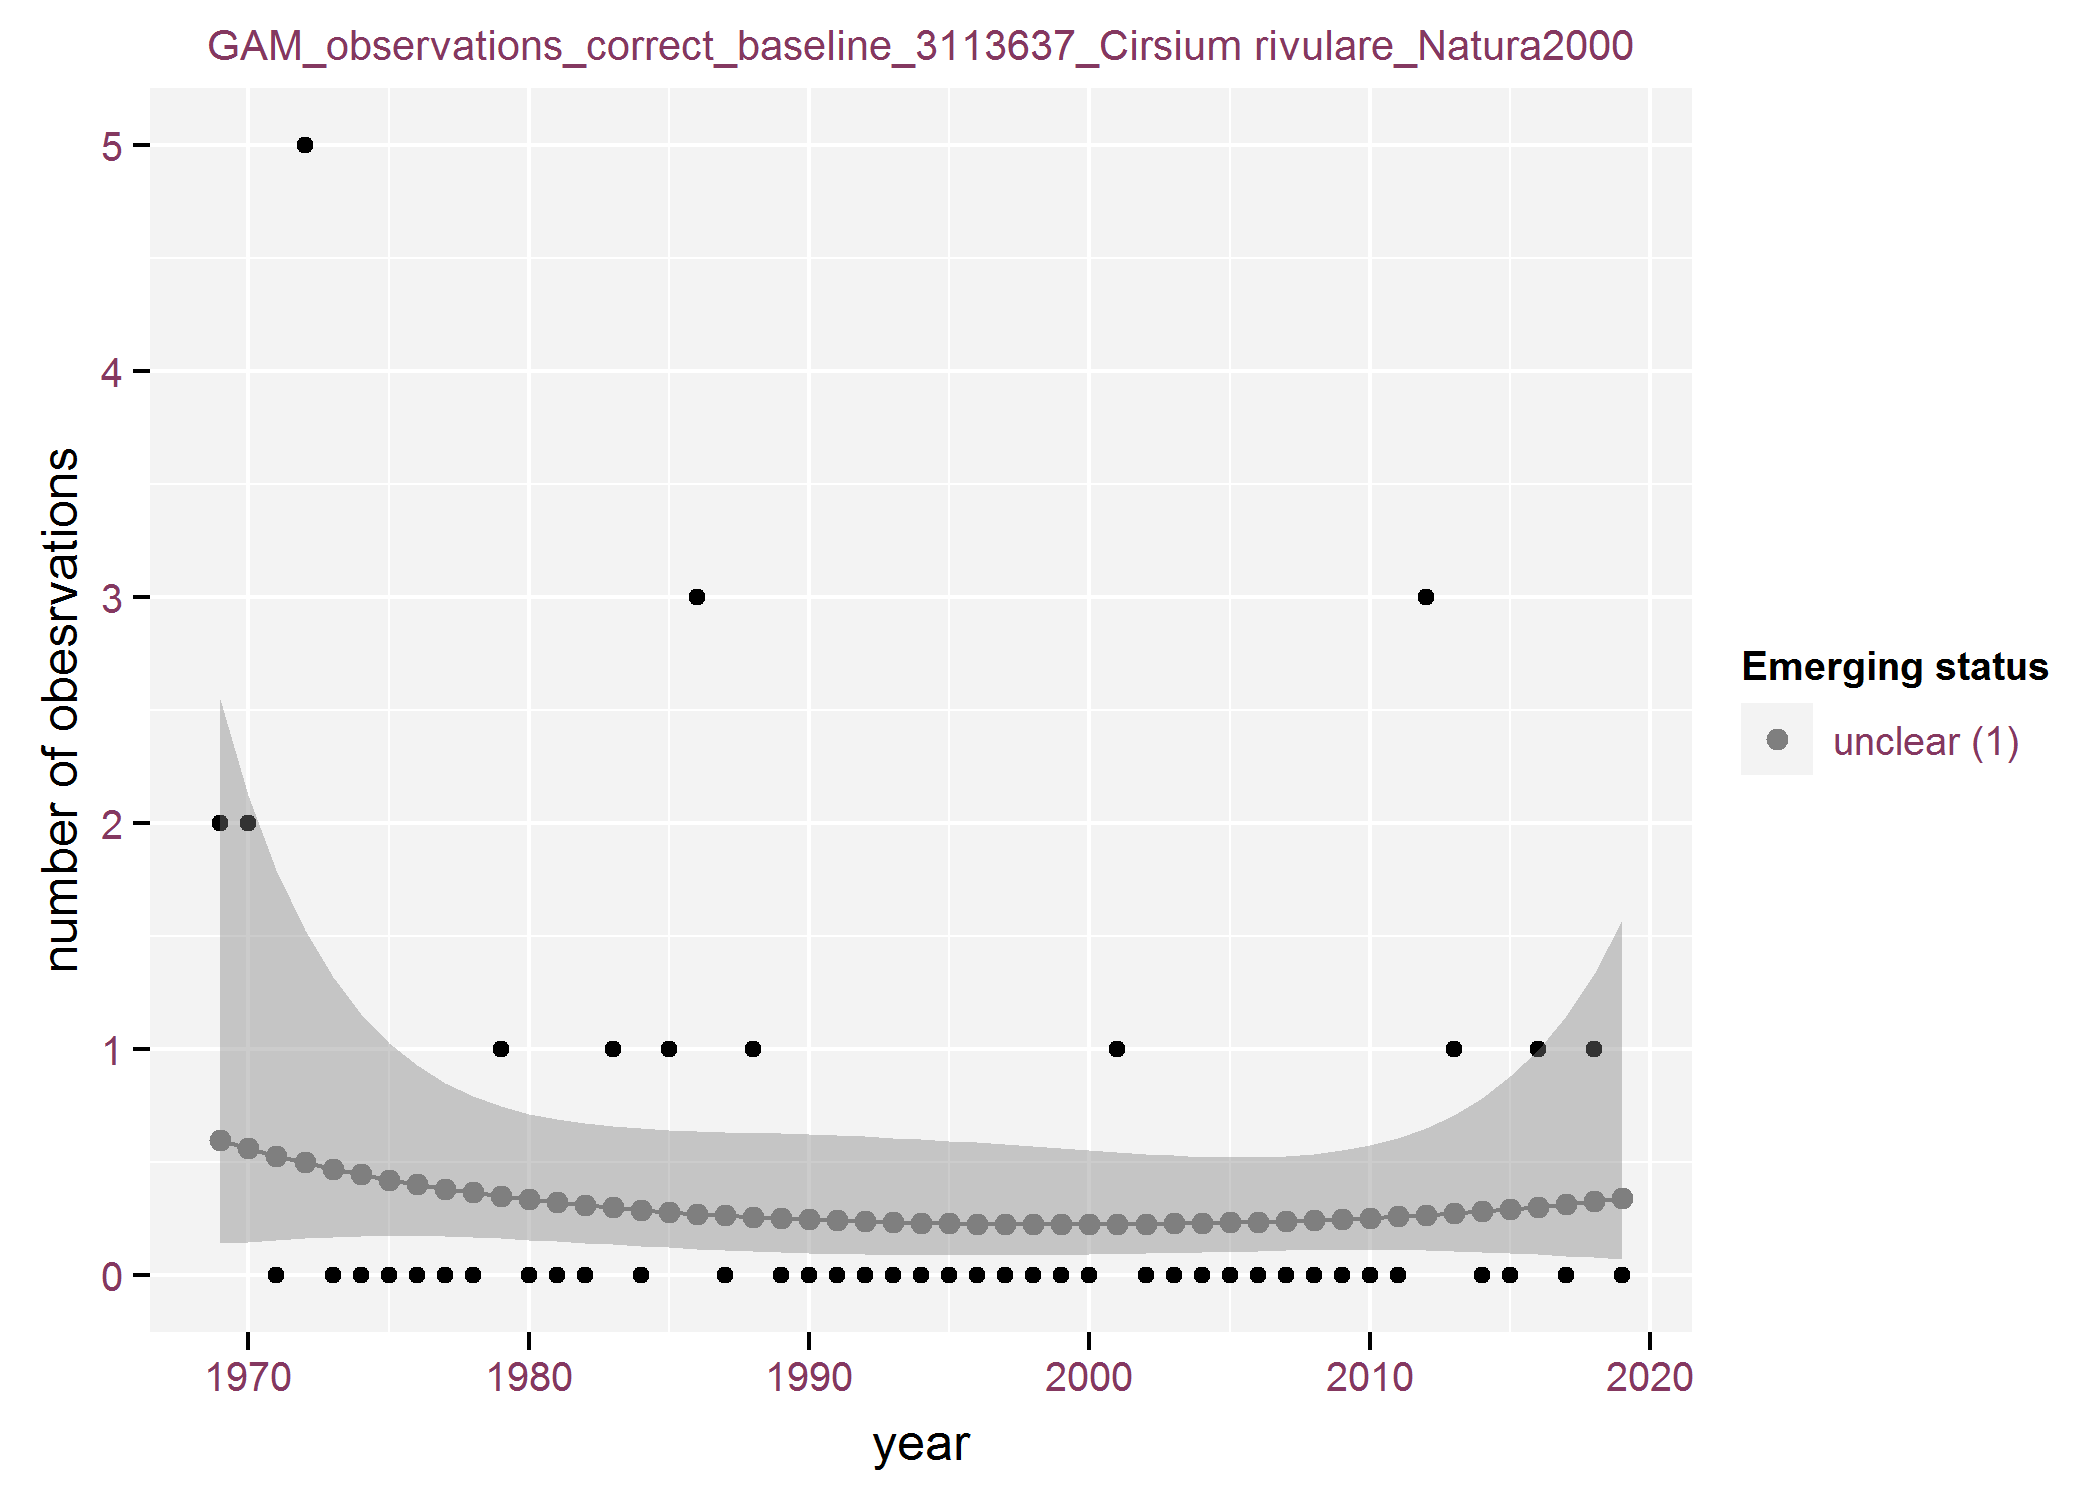 GAM_observations_correct_baseline_3113637_Cirsium rivulare_Natura2000
number of obesrvations
5
4
3
2
1
0
1970 1980 1990 2000 2010 2020
year
Emerging status
unclear (1)